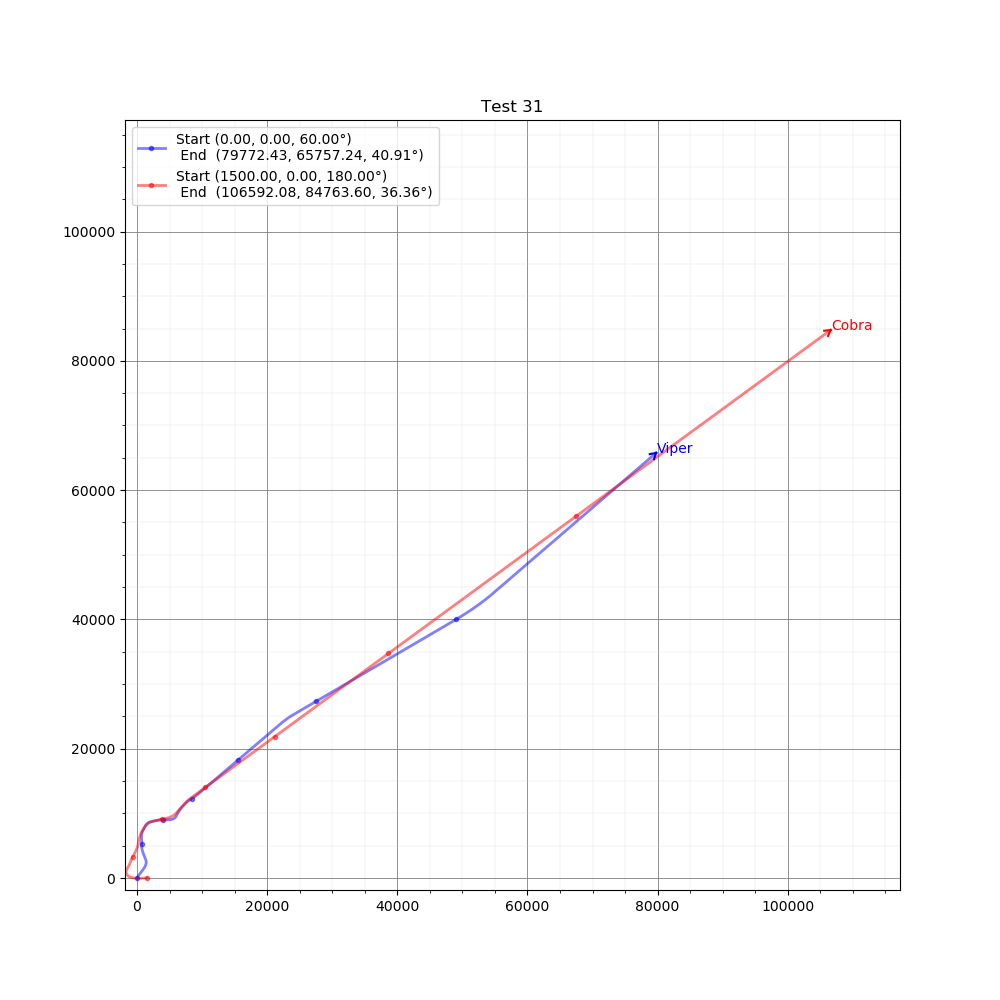 Test 31
Start (0.00, 0.00, 60.00°)
End (79772.43, 65757.24, 40.91°)
Start (1500.00, 0.00, 180.00°)
End (106592.08, 84763.60, 36.36°)
100000
Cobra
80000
Viper
60000
40000
20000
0
0 20000 40000 60000 80000 100000